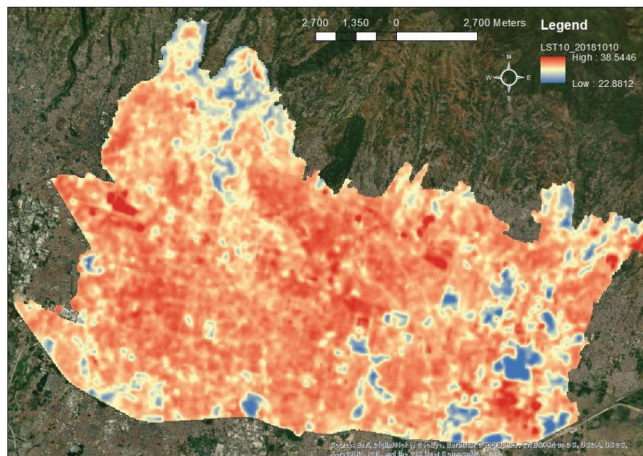 2,700 1,350 0 2,700 Meters
Legend
LST10_20181010
High : 38.5446
Low : 22.8812
N
W E
S